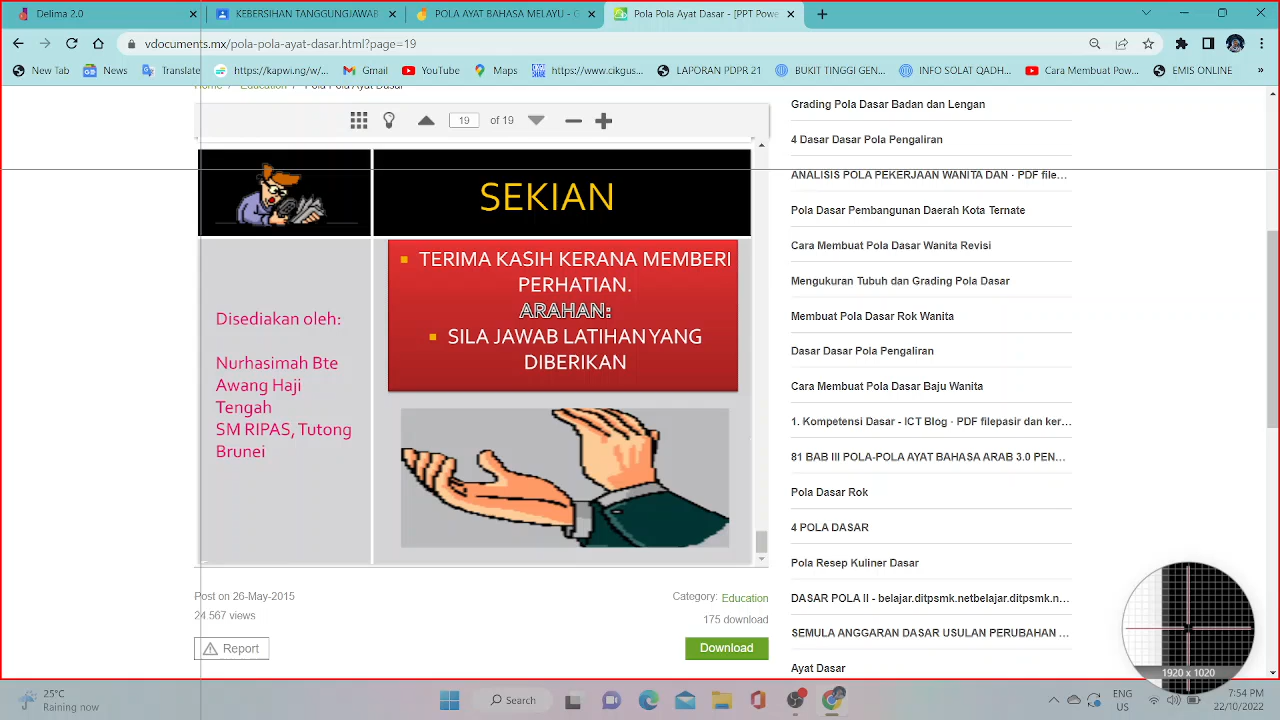 Delima 2.0
KEBERSIHAN TANGGUNGJAWAB
POLA AYAT BAHASA MELAYU - G
Pola Pola Ayat Dasar - [PPT Powe
vdocuments.mx/pola-pola-ayat-dasar.html?page=19
New Tab
News
Translate
https://kapwing/w...
Gmail
YouTube
Maps
https://www.cikgus...
LAPORAN PDPR 21
BUKIT TINGGI GEN...
INFO SOLAT QADH...
Cara Membuat Pow...
EMIS ONLINE
»
Home / Education / Pola Pola Ayat Dasar
19 of 19
SEKIAN
TERIMA KASIH KERANA MEMBERI
PERHATIAN.
ARAHAN:
SILA JAWAB LATIHAN YANG
DIBERIKAN
Disediakan oleh:
Nurhasimah Bte
Awang Haji
Tengah
SM RIPAS, Tutong
Brunei
Post on 26-May-2015
24 567 views
Category: Education
175 download
Report
Download
Grading Pola Dasar Badan dan Lengan
4 Dasar Dasar Pola Pengaliran
ANALISIS POLA PEKERJAAN WANITA DAN · PDF file...
Pola Dasar Pembangunan Daerah Kota Ternate
Cara Membuat Pola Dasar Wanita Revisi
Mengukuran Tubuh dan Grading Pola Dasar
Membuat Pola Dasar Rok Wanita
Dasar Dasar Pola Pengaliran
Cara Membuat Pola Dasar Baju Wanita
1. Kompetensi Dasar - ICT Blog · PDF filepasir dan ker...
81 BAB III POLA-POLA AYAT BAHASA ARAB 3.0 PEN...
Pola Dasar Rok
4 POLA DASAR
Pola Resep Kuliner Dasar
DASAR POLA II - belajar.ditpsmk.netbelajar.ditpsmk.n...
SEMULA ANGGARAN DASAR USULAN PERUBAHAN ...
Ayat Dasar
1920 x 1020
25°C
Raining now
Search
ENG
US
7:54 PM
22/10/2022